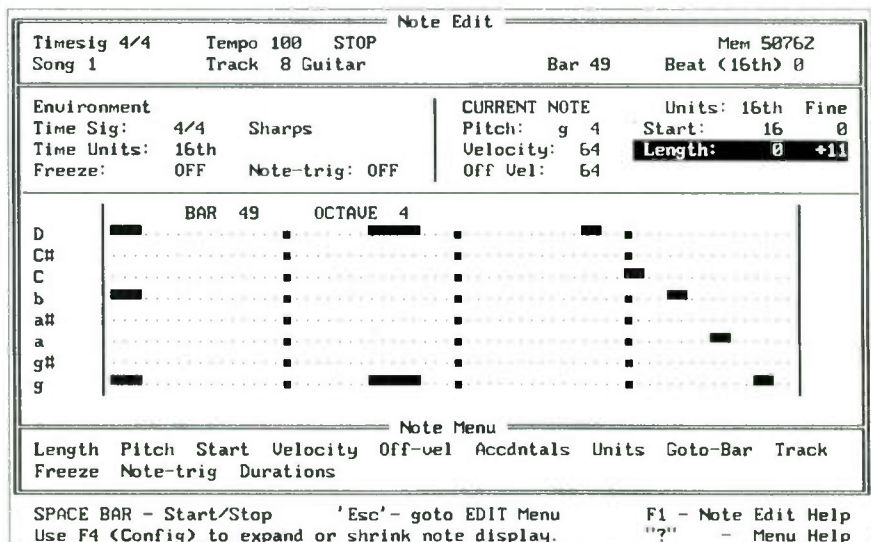 Note Edit
Timesig 4/4 Tempo 100 STOP Mem 50762
Song 1 Track 8 Guitar Bar 49 Beat (16th) 0
Environment CURRENT NOTE Units: 16th Fine
Time Sig: 4/4 Sharps Pitch: g 4 Start: 16 0
Time Units: 16th Velocity: 64 Length: 0 +11
Freeze: OFF Note-trig: OFF Off Vel: 64
BAR 49 OCTAVE 4
D
C#
C
b
a#
a
g#
g
Note Menu
Length Pitch Start Velocity Off-vel Accdntals Units Goto-Bar Track
Freeze Note-trig Durations
SPACE BAR - Start/Stop 'Esc'- goto EDIT Menu F1 - Note Edit Help
Use F4 (Config) to expand or shrink note display. "?" - Menu Help